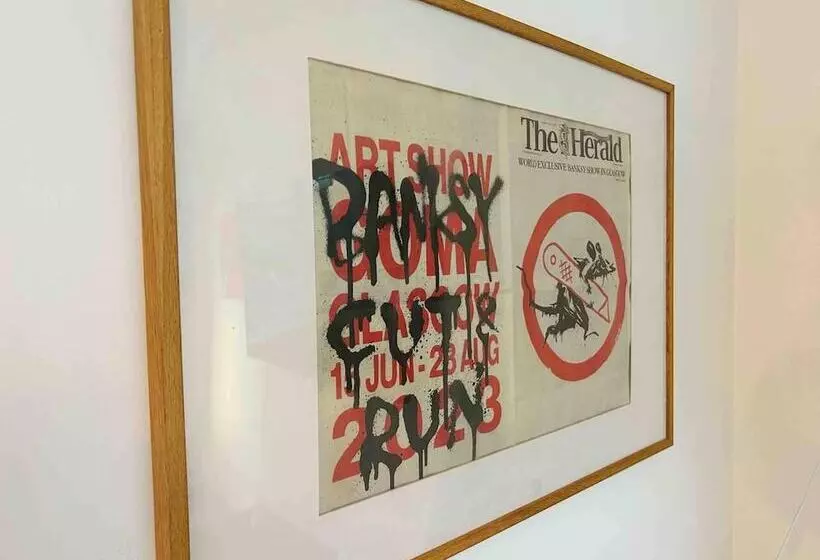 ART SHOW
BANKSY
GOMA
GLASGOW
CUT &
JUN - 28 AUG
2023
RUN
The Herald
WORLD EXCLUSIVE BANKSY SHOW IN GLASGOW